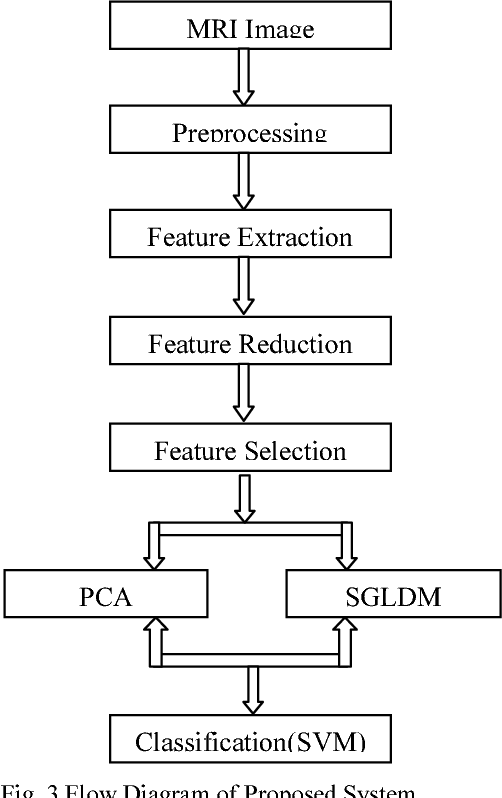 MRI Image
Preprocessing
Feature Extraction
Feature Reduction
Feature Selection
PCA
SGLDM
Classification(SVM)
Fig. 3 Flow Diagram of Proposed System